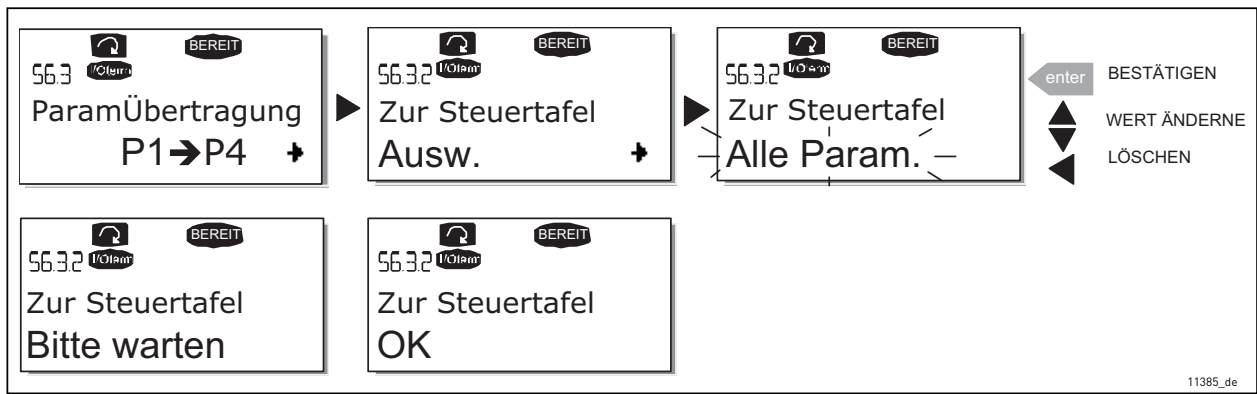 BEREIT
S6.3 I/Oterm
ParamÜbertragung
P1➔P4
BEREIT
S6.3.2 I/Oterm
Zur Steuertafel
Ausw.
BEREIT
S6.3.2 I/Oterm
Zur Steuertafel
Alle Param.
enter BESTÄTIGEN
WERT ÄNDERNE
LÖSCHEN
BEREIT
S6.3.2 I/Oterm
Zur Steuertafel
Bitte warten
BEREIT
S6.3.2 I/Oterm
Zur Steuertafel
OK
11385_de